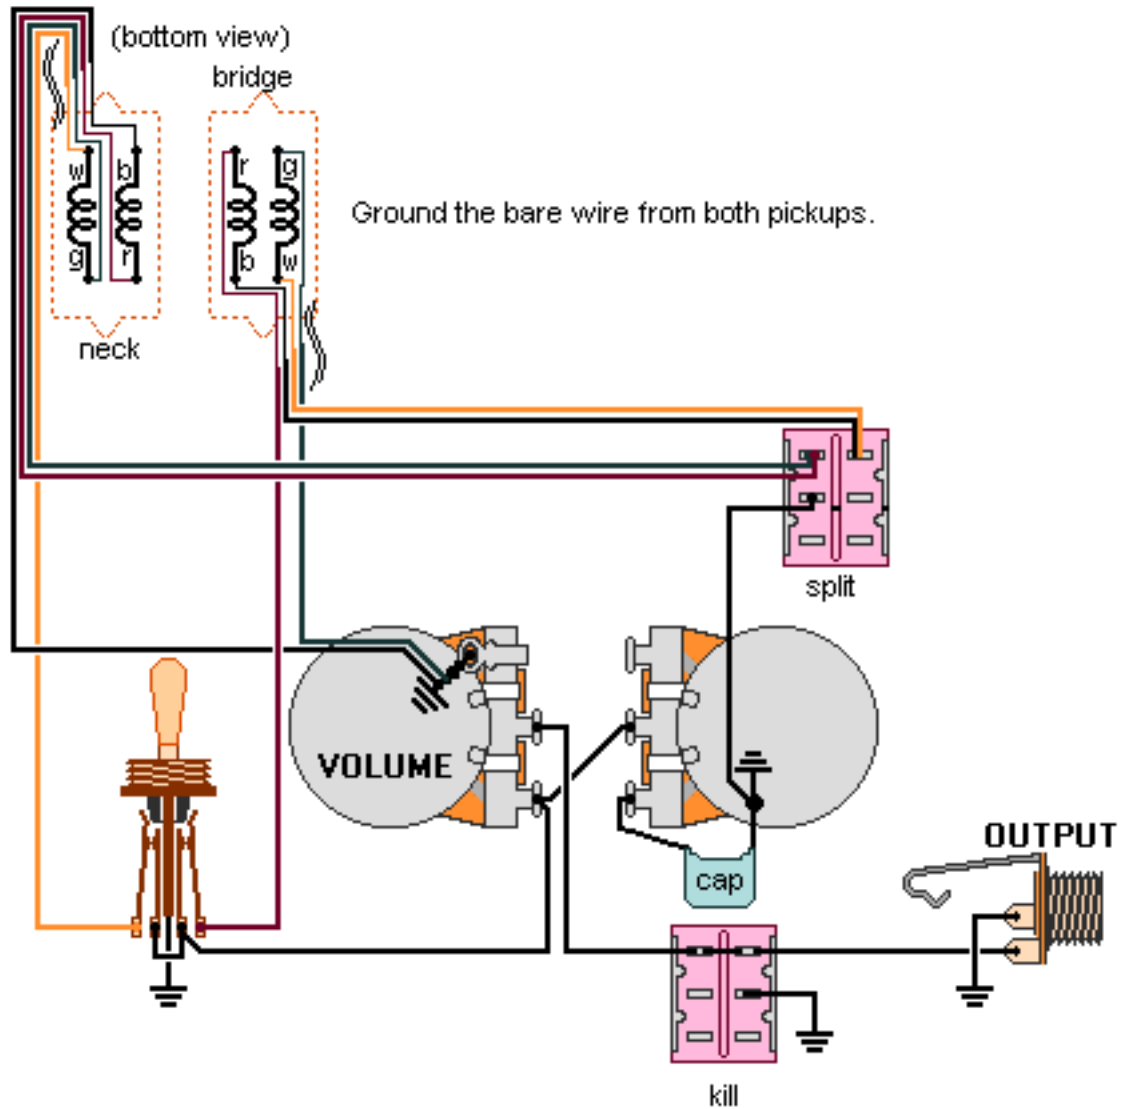 (bottom view)
bridge
w b r g
g r b w
Ground the bare wire from both pickups.
neck
split
VOLUME
OUTPUT
cap
kill